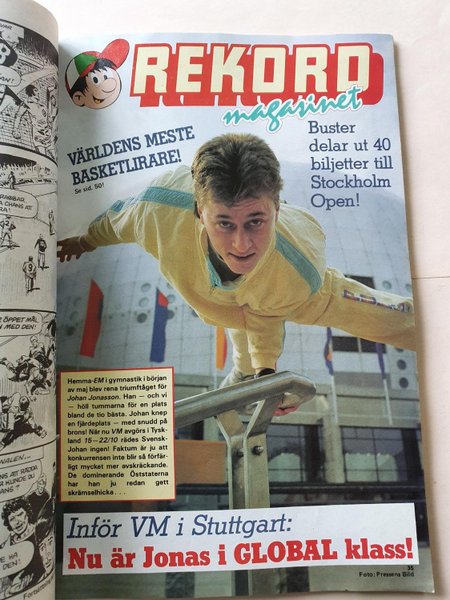 REKORD
magasinet
VÄRLDENS MESTE
BASKETLIRARE!
Se sid. 50!
Buster
delar ut 40
biljetter till
Stockholm
Open!
Hemma-EM i gymnastik i början
av maj blev rena triumftåget för
Johan Jonasson. Han — och vi
— höll tummarna för en plats
bland de tio bästa. Johan knep
en fjärdeplats — med snudd på
brons! När nu VM avgörs i Tysk-
land 15—22/10 rädes Svensk-
Johan ingen! Faktum är ju att
konkurrensen inte blir så förfär-
ligt mycket mer avskräckande.
De dominerande Öststaterna
har han ju redan gett
skrämselhicka . . .
Inför VM i Stuttgart:
Nu är Jonas i GLOBAL klass!
35
Foto: Pressens Bild